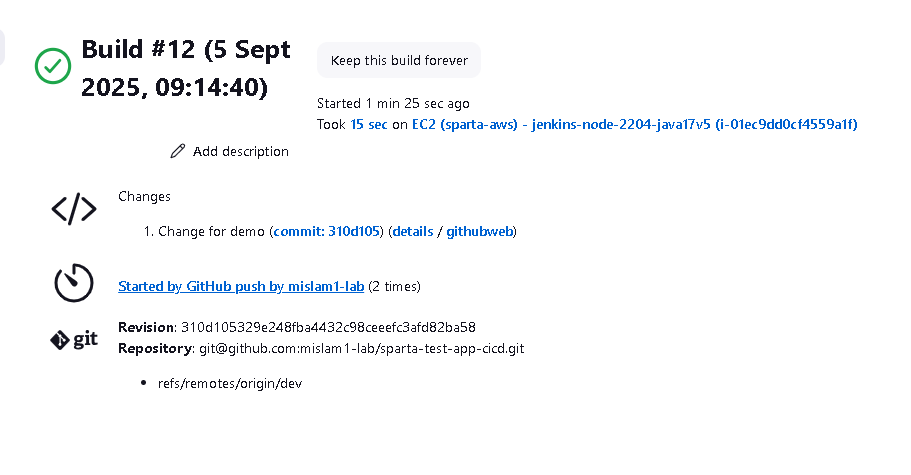 Build #12 (5 Sept
2025, 09:14:40)
Keep this build forever
Started 1 min 25 sec ago
Took 15 sec on EC2 (sparta-aws) - jenkins-node-2204-java17v5 (i-01ec9dd0cf4559a1f)
Add description
Changes
1. Change for demo (commit: 310d105) (details / githubweb)
Started by GitHub push by mislam1-lab (2 times)
git
Revision: 310d105329e248fba4432c98ceeefc3afd82ba58
Repository: git@github.com:mislam1-lab/sparta-test-app-cicd.git
• refs/remotes/origin/dev